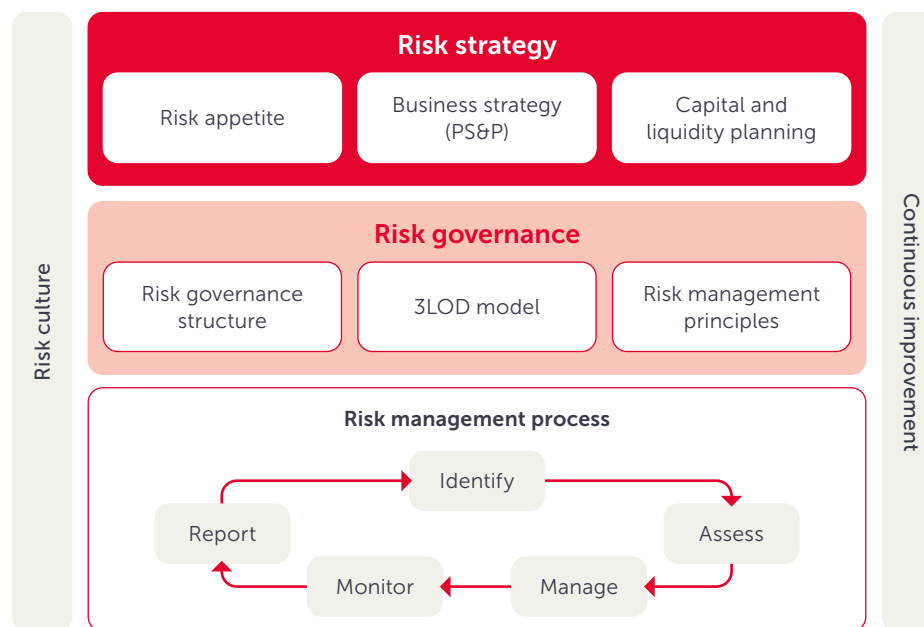 Risk culture
Risk strategy
Risk appetite
Business strategy
(PS&P)
Capital and
liquidity planning
Risk governance
Risk governance
structure
3LOD model
Risk management
principles
Risk management process
Identify
Report
Assess
Monitor
Manage
Continuous improvement